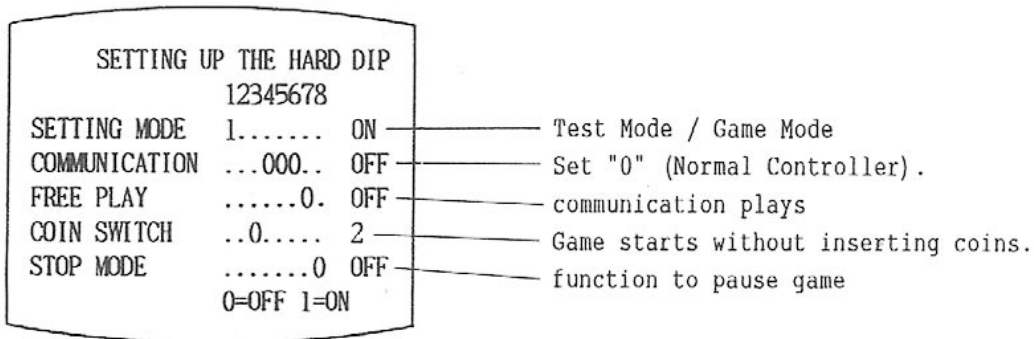 SETTING UP THE HARD DIP
12345678
SETTING MODE 1....... ON Test Mode / Game Mode
COMMUNICATION ...000.. OFF Set "0" (Normal Controller).
FREE PLAY ......0. OFF communication plays
COIN SWITCH ..0..... 2 Game starts without inserting coins.
STOP MODE .......0 OFF function to pause game
0=OFF 1=ON